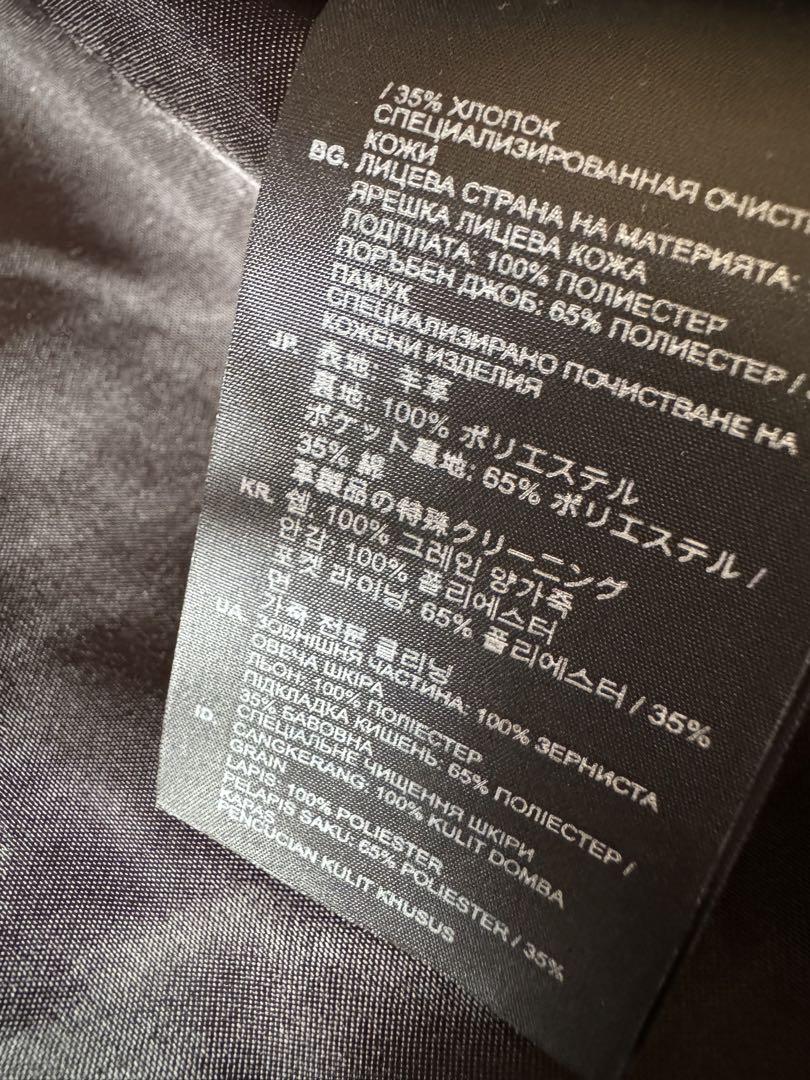 / 35% ХЛОПОК
СПЕЦИАЛИЗИРОВАННАЯ
КОЖИ
BG. ЛИЦЕВА СТРАНА НА МАТЕРИЯТА:
ЯРЕШКА ЛИЦЕВА КОЖА
ПОДПЛАТА: 100% ПОЛИЕСТЕР
ПОРЪБЕН ДЖОБ: 65% ПОЛИЕСТЕР /
ПАМУК
СПЕЦИАЛИЗИРАНО ПОЧИСТВАНЕ НА
КОЖЕНИ ИЗДЕЛИЯ
JP. 表地: 羊革
裏地: 100% ポリエステル
ポケット裏地: 65% ポリエステル /
35% 綿
革製品の特殊クリーニング
KR. 쉘: 100% 그레인 양가죽
안감: 100% 폴리에스터
포켓 라이닝: 65% 폴리에스터 / 35%
면
가죽 전문 클리닝
UA. ЗОВНІШНЯ ЧАСТИНА: 100% ЗЕРНИСТА
ОВЕЧА ШКІРА
ЛЬОН: 100% ПОЛІЕСТЕР
ПІДКЛАДКА КИШЕНЬ: 65% ПОЛІЕСТЕР /
35% БАВОВНА
СПЕЦІАЛЬНЕ ЧИЩЕННЯ ШКІРИ
ID. CANGKERANG: 100% KULIT DOMBA
GRAIN
LAPIS: 100% POLIESTER
PELAPIS SAKU: 65% POLIESTER / 35%
KAPAS
PENCUCIAN KULIT KHUSUS